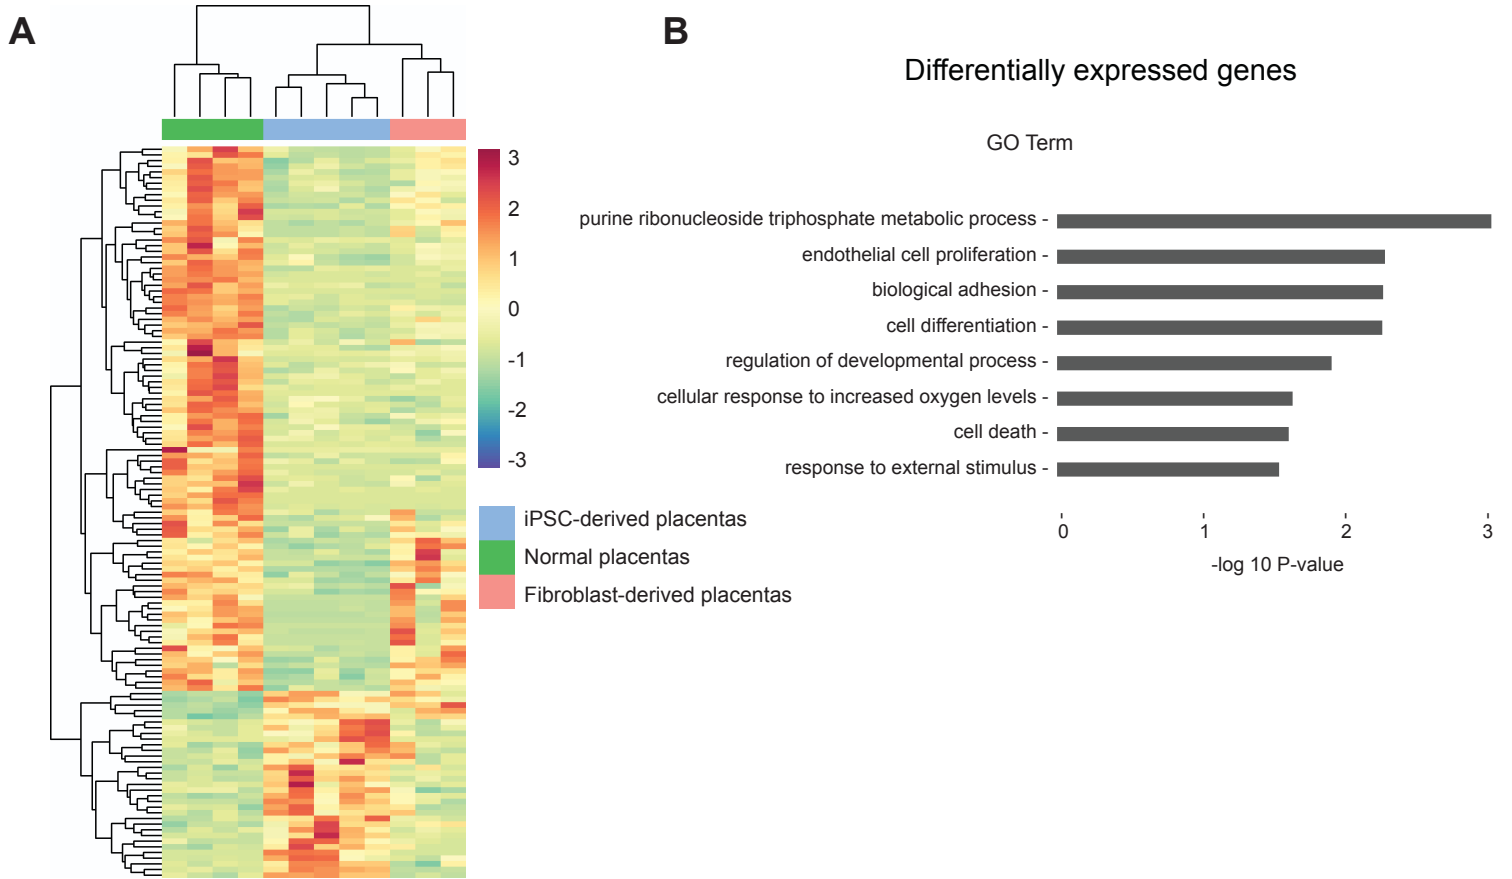 A
3
2
1
0
-1
-2
-3
iPSC-derived placentas
Normal placentas
Fibroblast-derived placentas
B
Differentially expressed genes
GO Term
purine ribonucleoside triphosphate metabolic process -
endothelial cell proliferation -
biological adhesion -
cell differentiation -
regulation of developmental process -
cellular response to increased oxygen levels -
cell death -
response to external stimulus -
0 1 2 3
-log 10 P-value